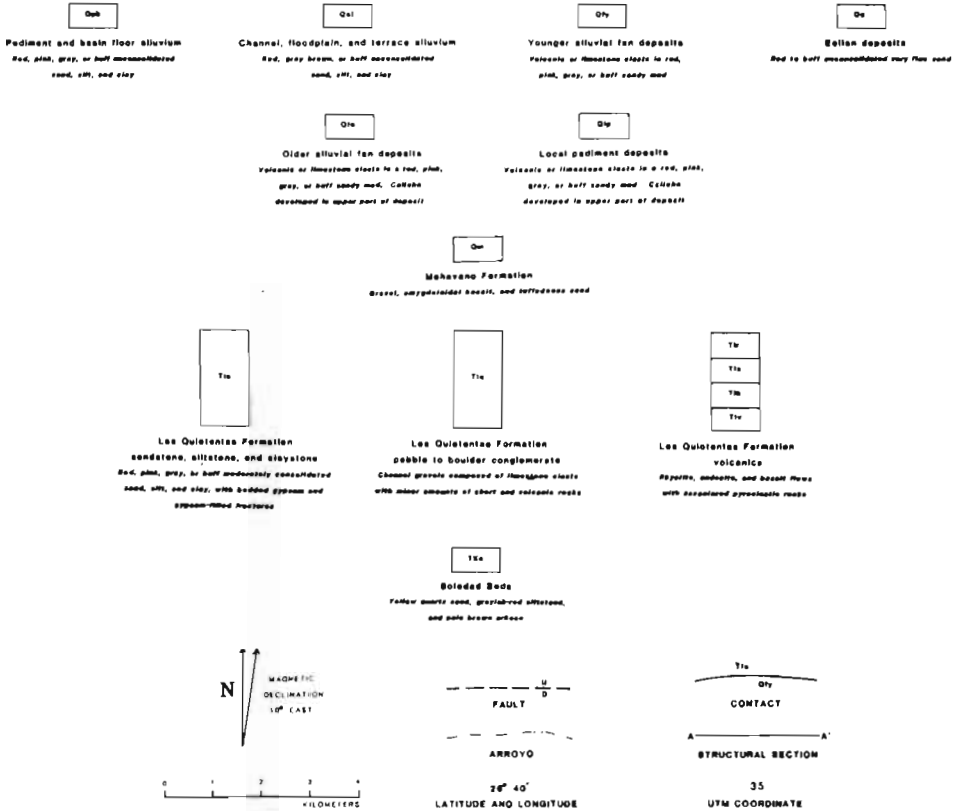 Qpb Qal Qfy Qe
Pediment and basin floor alluvium
Red, pink, gray, or buff unconsolidated
sand, silt, and clay
Channel, floodplain, and terrace alluvium
Red, gray brown, or buff unconsolidated
sand, silt, and clay
Younger alluvial fan deposits
Volcanic or limestone clasts in red,
pink, gray, or buff sandy mud
Eolian deposits
Red to buff unconsolidated very fine sand
Qfo Qlp
Older alluvial fan deposits
Volcanic or limestone clasts in a red, pink,
gray, or buff sandy mud. Caliche
developed in upper part of deposit
Local pediment deposits
Volcanic or limestone clasts in a red, pink,
gray, or buff sandy mud Caliche
developed in upper part of deposit
Formation
Gravel, amygdaloidal basalt, and tuffaceous sand
Tls
Las Quintentas Formation
sandstone, siltstone, and claystone
Red, pink, gray, or buff moderately consolidated
sand, silt, and clay, with bedded gypsum and
gypsum-filled fractures
Tlc
Formation
pebble to boulder conglomerate
Channel gravels composed of limestone clasts
with minor amounts of chert and volcanic rocks
Tlr
Tla
Tlb
Tlv
Formation
volcanics
Rhyolite, andesite, and basalt flows
with associated pyroclastic rocks
TKs
Soledad Beds
Yellow quartz sand, grayish-red siltstone,
and pale brown
N
MAGNETIC
DECLINATION
10° EAST
0 1 2 3 4
KILOMETERS
U
D
FAULT
ARROYO
26° 40'
LATITUDE AND LONGITUDE
Tls
Qfy
CONTACT
A A'
STRUCTURAL SECTION
35
UTM COORDINATE